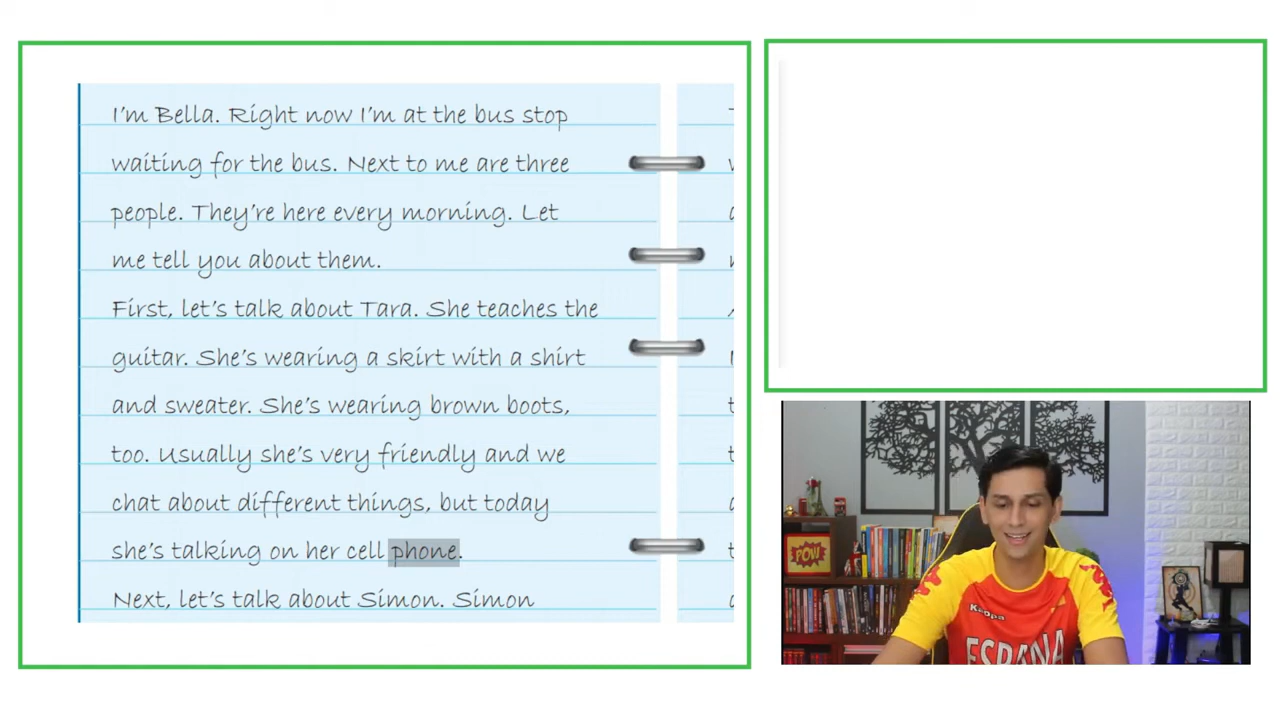 I'm Bella. Right now I'm at the bus stop
waiting for the bus. Next to me are three
people. They're here every morning. Let
me tell you about them.
First, let's talk about Tara. She teaches the
guitar. She's wearing a skirt with a shirt
and sweater. She's wearing brown boots,
too. Usually she's very friendly and we
chat about different things, but today
she's talking on her cell phone.
Next, let's talk about Simon. Simon
POW
Kaapa
ESPAÑA